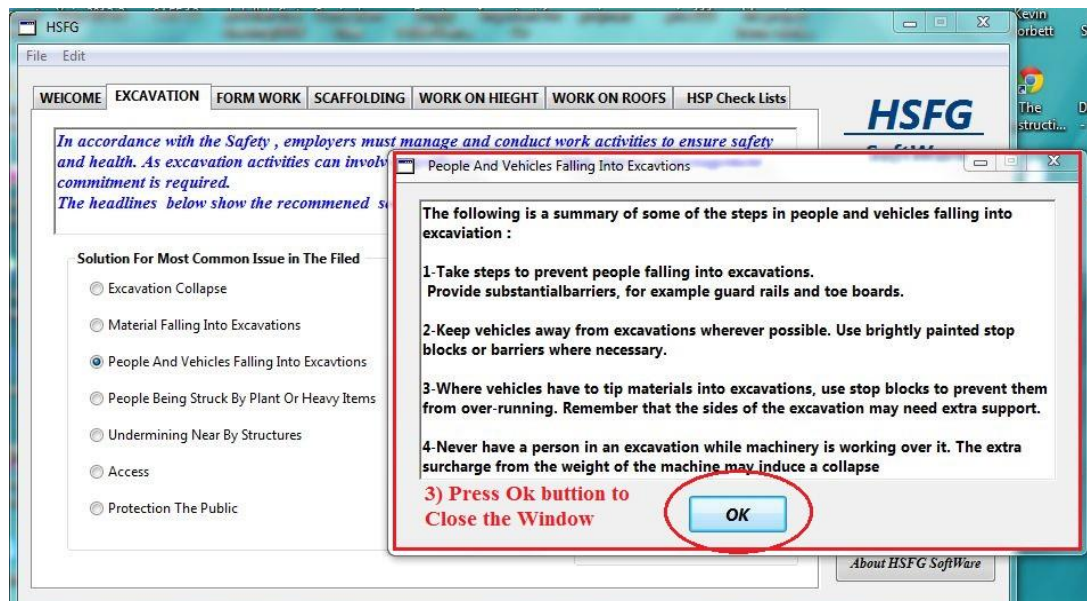 HSFG
File Edit
WEICOME EXCAVATION FORM WORK SCAFFOLDING WORK ON HIEGHT WORK ON ROOFS HSP Check Lists
HSFG
In accordance with the Safety , employers must manage and conduct work activities to ensure safety
and health. As excavation activities can involv
commitment is required.
The headlines below show the recommened s
Solution For Most Common Issue in The Filed
Excavation Collapse
Material Falling Into Excavations
People And Vehicles Falling Into Excavtions
People Being Struck By Plant Or Heavy Items
Undermining Near By Structures
Access
Protection The Public
People And Vehicles Falling Into Excavtions
The following is a summary of some of the steps in people and vehicles falling into
excaviation :
1-Take steps to prevent people falling into excavations.
Provide substantialbarriers, for example guard rails and toe boards.
2-Keep vehicles away from excavations wherever possible. Use brightly painted stop
blocks or barriers where necessary.
3-Where vehicles have to tip materials into excavations, use stop blocks to prevent them
from over-running. Remember that the sides of the excavation may need extra support.
4-Never have a person in an excavation while machinery is working over it. The extra
surcharge from the weight of the machine may induce a collapse
3) Press Ok buttion to
Close the Window
OK
About HSFG SoftWare
Kevin
The